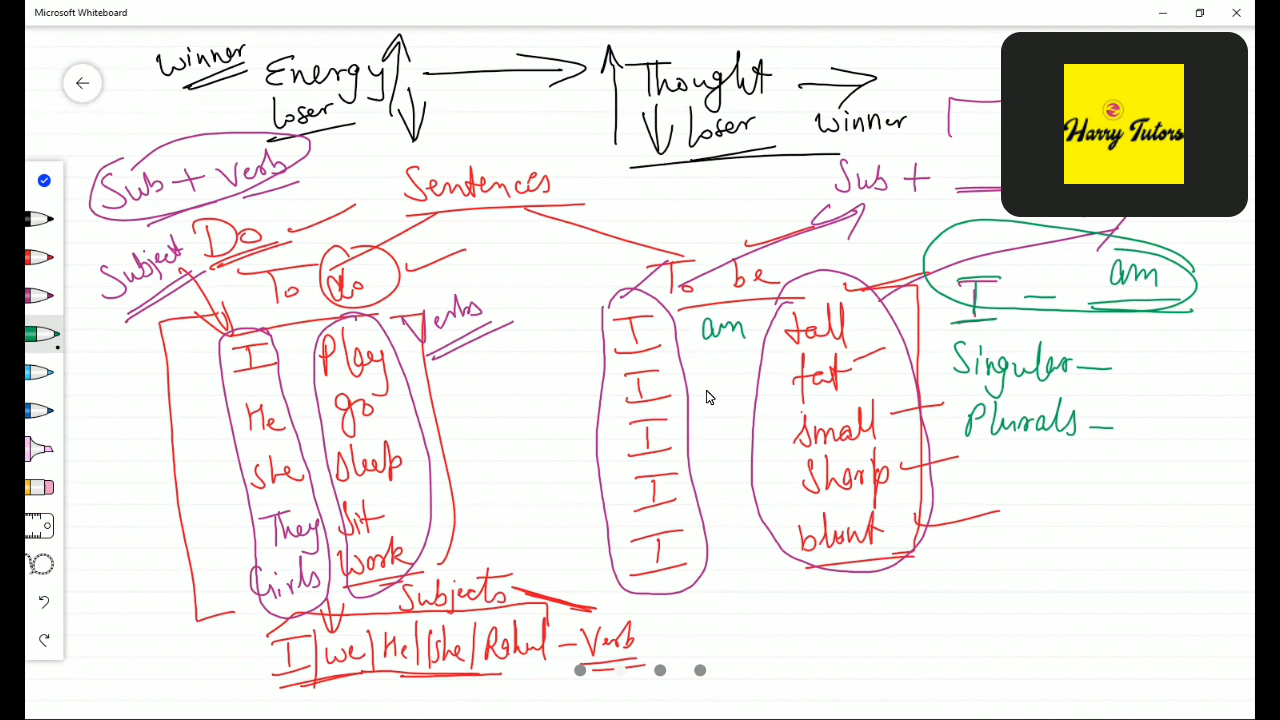 Microsoft Whiteboard
winner Energy Thought
loser loser winner
Harry Tutors
Sub + verb Sentences Sub +
Subject Do
To do To be I - am
Verbs
I Play I am tall
Singular -
He go I fat
Plurals -
She Sleep I small
They Sit I Sharp
Girls work I blunt
Subjects
I | we | He | She | Rahul - Verb